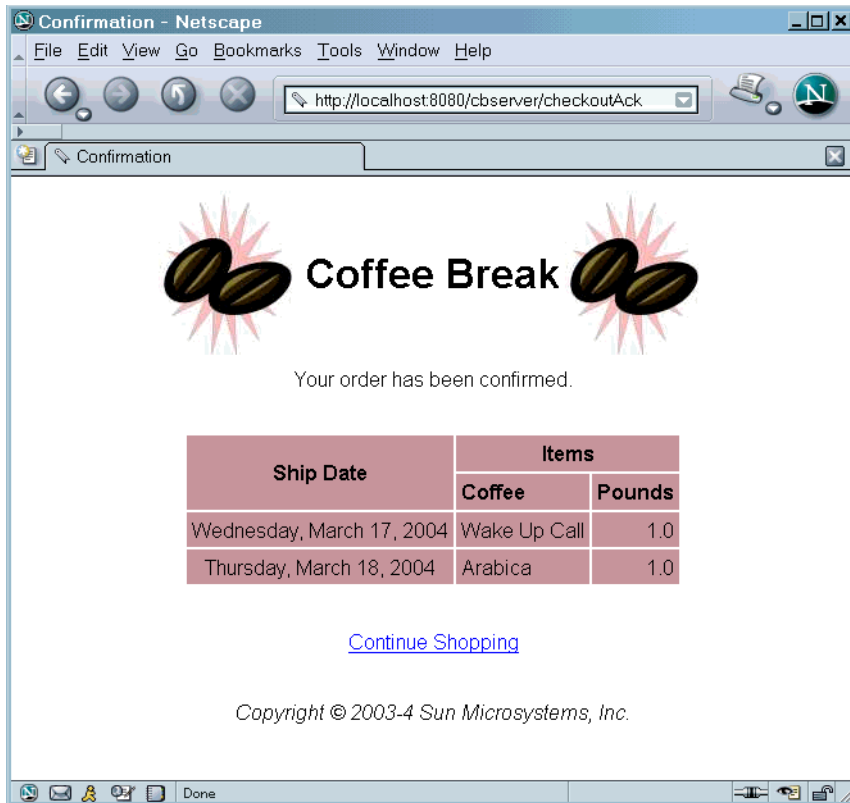 Confirmation - Netscape
File Edit View Go Bookmarks Tools Window Help
http://localhost:8080/cbserver/checkoutAck
N
Confirmation
Coffee Break
Your order has been confirmed.
Ship Date Items
Coffee Pounds
Wednesday, March 17, 2004 Wake Up Call 1.0
Thursday, March 18, 2004 Arabica 1.0
Continue Shopping
Copyright © 2003-4 Sun Microsystems, Inc.
Done